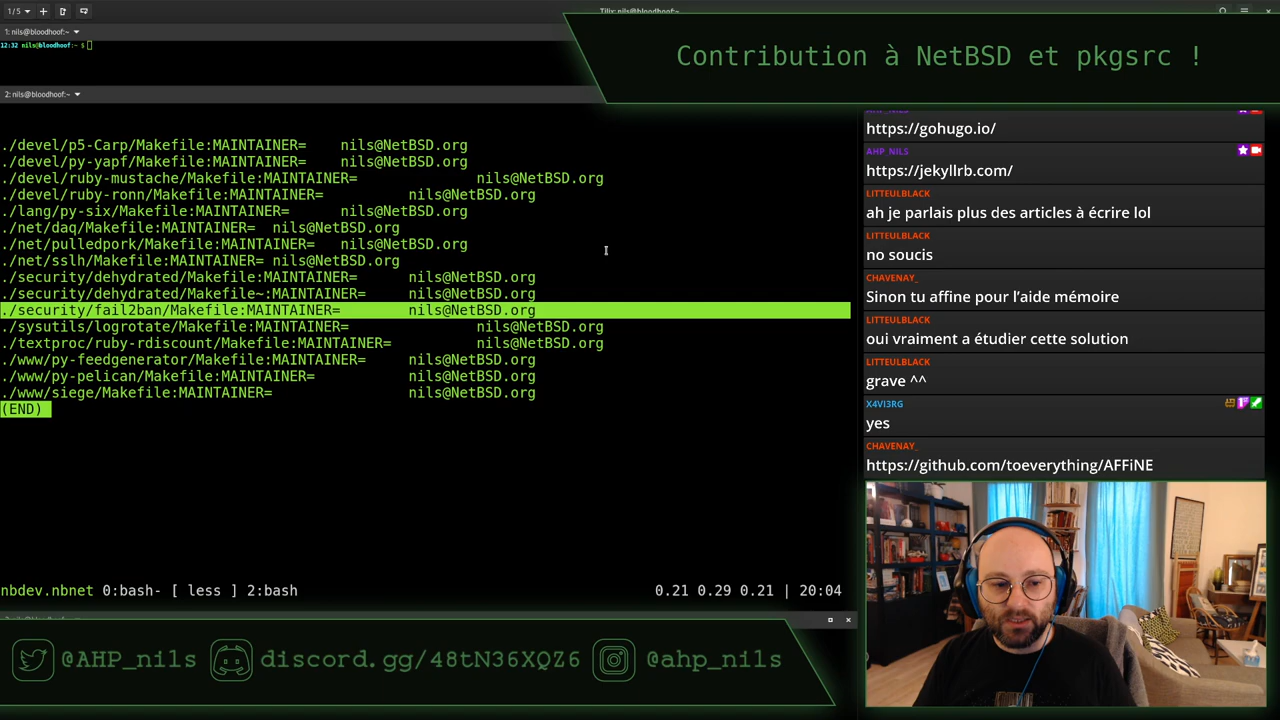 1 / 5
Tilix: nils@bloodhoof:~
1: nils@bloodhoof:~
12:32 nils@bloodhoof:~ $
Contribution à NetBSD et pkgsrc !
2: nils@bloodhoof:~
./devel/p5-Carp/Makefile:MAINTAINER= nils@NetBSD.org
./devel/py-yapf/Makefile:MAINTAINER= nils@NetBSD.org
./devel/ruby-mustache/Makefile:MAINTAINER= nils@NetBSD.org
./devel/ruby-ronn/Makefile:MAINTAINER= nils@NetBSD.org
./lang/py-six/Makefile:MAINTAINER= nils@NetBSD.org
./net/daq/Makefile:MAINTAINER= nils@NetBSD.org
./net/pulledpork/Makefile:MAINTAINER= nils@NetBSD.org
./net/sslh/Makefile:MAINTAINER= nils@NetBSD.org
./security/dehydrated/Makefile:MAINTAINER= nils@NetBSD.org
./security/dehydrated/Makefile~:MAINTAINER= nils@NetBSD.org
./security/fail2ban/Makefile:MAINTAINER= nils@NetBSD.org
./sysutils/logrotate/Makefile:MAINTAINER= nils@NetBSD.org
./textproc/ruby-rdiscount/Makefile:MAINTAINER= nils@NetBSD.org
./www/py-feedgenerator/Makefile:MAINTAINER= nils@NetBSD.org
./www/py-pelican/Makefile:MAINTAINER= nils@NetBSD.org
./www/siege/Makefile:MAINTAINER= nils@NetBSD.org
(END)
nbdev.nbnet 0:bash- [ less ] 2:bash 0.21 0.29 0.21 | 20:04
https://gohugo.io/
AHP_NILS
https://jekyllrb.com/
LITTEULBLACK
ah je parlais plus des articles à écrire lol
LITTEULBLACK
no soucis
CHAVENAY_
Sinon tu affine pour l’aide mémoire
LITTEULBLACK
oui vraiment a étudier cette solution
LITTEULBLACK
grave ^^
X4VI3RG
yes
CHAVENAY_
https://github.com/toeverything/AFFiNE
@AHP_nils discord.gg/48tN36XQZ6 @ahp_nils